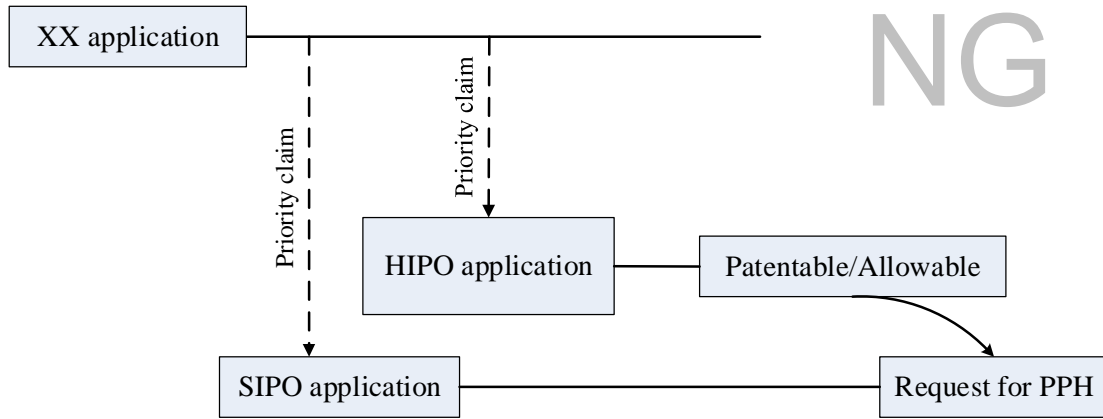 XX application
NG
Priority claim
Priority claim
HIPO application
Patentable/Allowable
SIPO application
Request for PPH